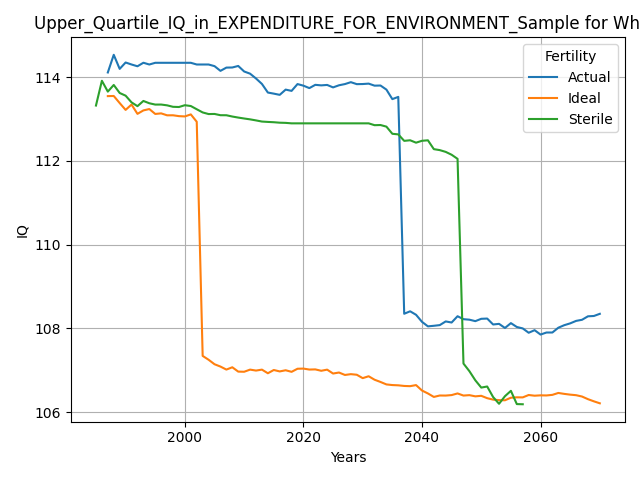 Upper_Quartile_IQ_in_EXPENDITURE_FOR_ENVIRONMENT_Sample for Wh
Fertility
Actual
Ideal
Sterile
114
112
110
108
106
IQ
2000
2020
2040
2060
Years